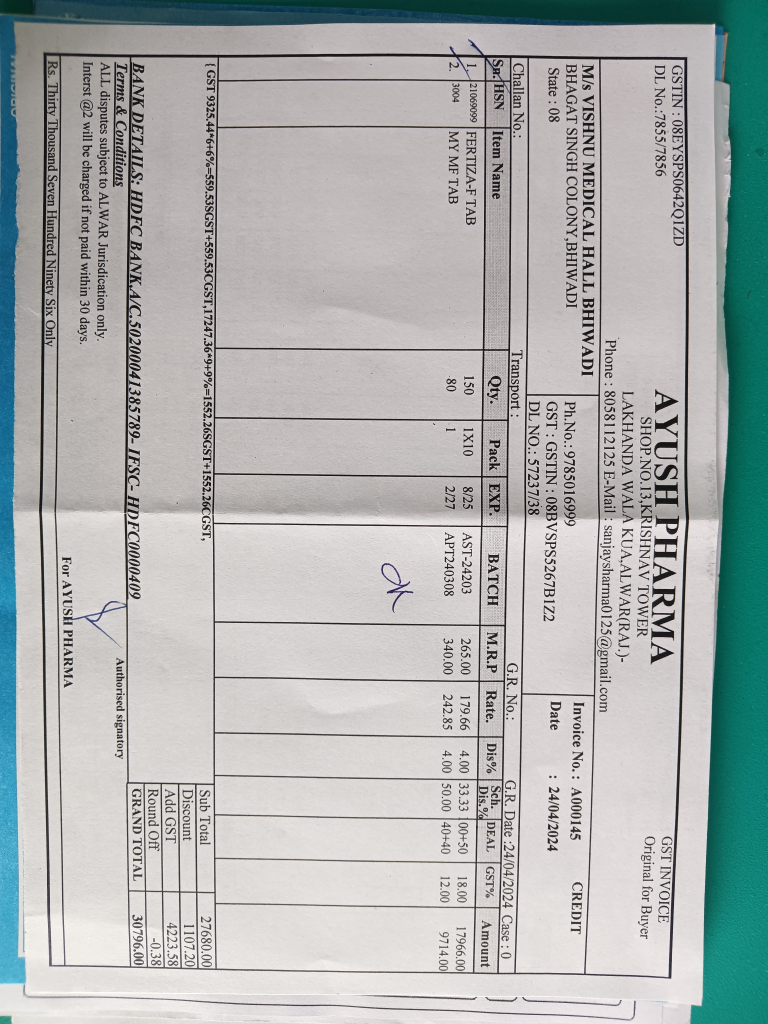 GSTIN : 08EYSPS0642Q1ZD
DL No.:7855/7856
GST INVOICE
Original for Buyer
AYUSH PHARMA
SHOP.NO.13,KRISHNAV TOWER
LAKHANDA WALA KUA,ALWAR(RAJ.)-
Phone : 8058112125 E-Mail : sanjaysharma0125@gmail.com
M/s VISHNU MEDICAL HALL BHIWADI
BHAGAT SINGH COLONY,BHIWADI
State : 08
Ph.No.: 9785016999
GST : GSTIN : 08BVSPS5267B1Z2
DL NO.: 57237/38
Invoice No. : A000145 CREDIT
Date : 24/04/2024
Challan No.: Transport : G.R. No.: G.R. Date :24/04/2024 Case : 0
Sn. HSN Item Name Qty. Pack EXP. BATCH M.R.P Rate. Dis% Sch. Dis.% DEAL GST% Amount
1. 21069099 FERTIZA-F TAB 150 1X10 8/25 AST-24203 265.00 179.66 4.00 33.33 00+50 18.00 17966.00
2. 3004 MY MF TAB 80 1 2/27 APT240308 340.00 242.85 4.00 50.00 40+40 12.00 9714.00
( GST 9325.44*6+6%=559.53SGST+559.53CGST,17247.36*9+9%=1552.26SGST+1552.26CGST,
Sub Total 27680.00
Discount 1107.20
Add GST 4223.58
Round Off -0.38
GRAND TOTAL 30796.00
BANK DETAILS: HDFC BANK,A/C.50200041385789- IFSC- HDFC0000409
Terms & Conditions
ALL disputes subject to ALWAR Jurisdication only.
Interst @2 will be charged if not paid within 30 days.
Authorised signatory
For AYUSH PHARMA
Rs. Thirty Thousand Seven Hundred Ninety Six Only